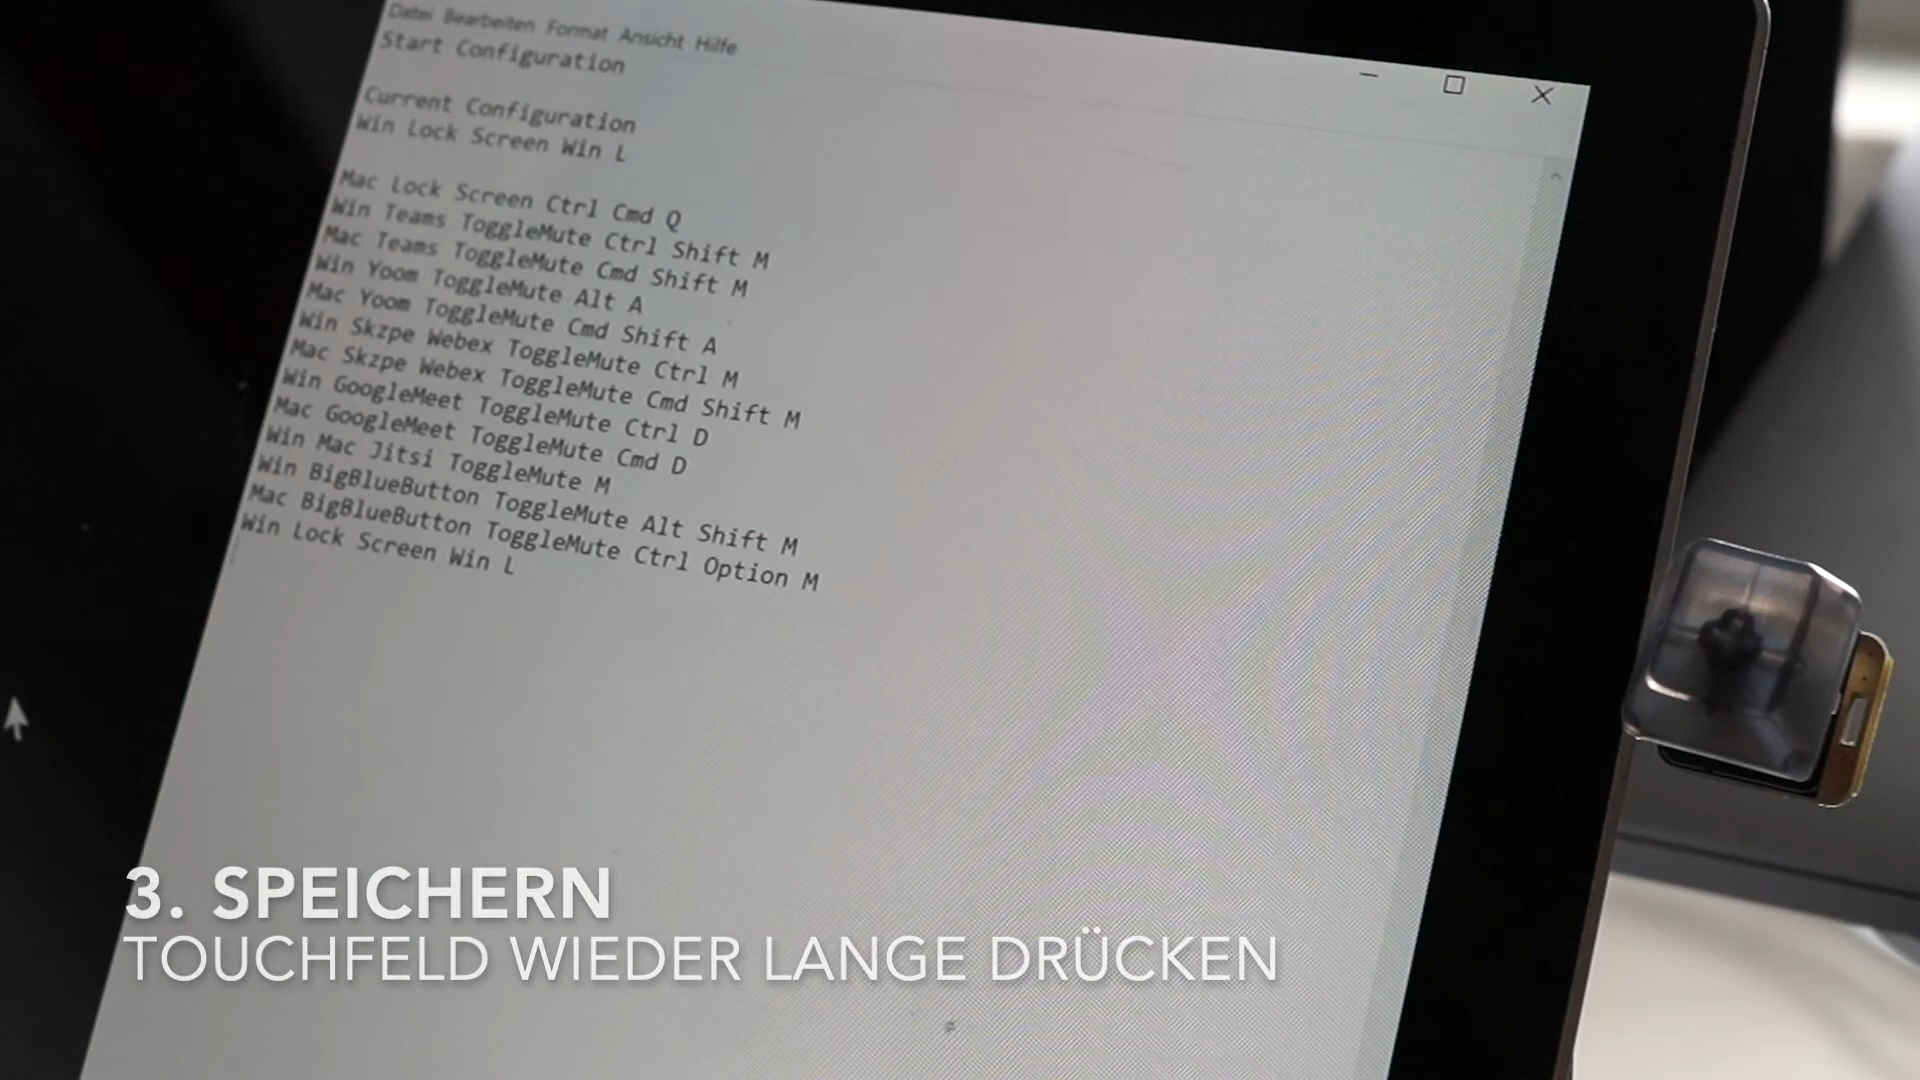 Datei Bearbeiten Format Ansicht Hilfe
Start Configuration
Current Configuration
Win Lock Screen Win L
Mac Lock Screen Ctrl Cmd Q
Win Teams ToggleMute Ctrl Shift M
Mac Teams ToggleMute Cmd Shift M
Win Yoom ToggleMute Alt A
Mac Yoom ToggleMute Cmd Shift A
Win Skzpe Webex ToggleMute Ctrl M
Mac Skzpe Webex ToggleMute Cmd Shift M
Win GoogleMeet ToggleMute Ctrl D
Mac GoogleMeet ToggleMute Cmd D
Win Mac Jitsi ToggleMute M
Win BigBlueButton ToggleMute Alt Shift M
Mac BigBlueButton ToggleMute Ctrl Option M
Win Lock Screen Win L
3. SPEICHERN
TOUCHFELD WIEDER LANGE DRÜCKEN